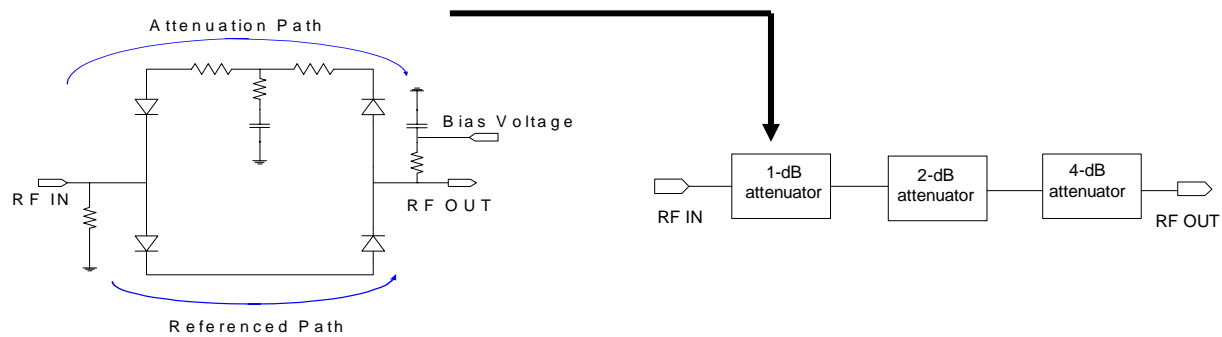 Attenuation Path
Bias Voltage
RF IN
RF OUT
Referenced Path
1-dB
attenuator
2-dB
attenuator
4-dB
attenuator
RF IN
RF OUT